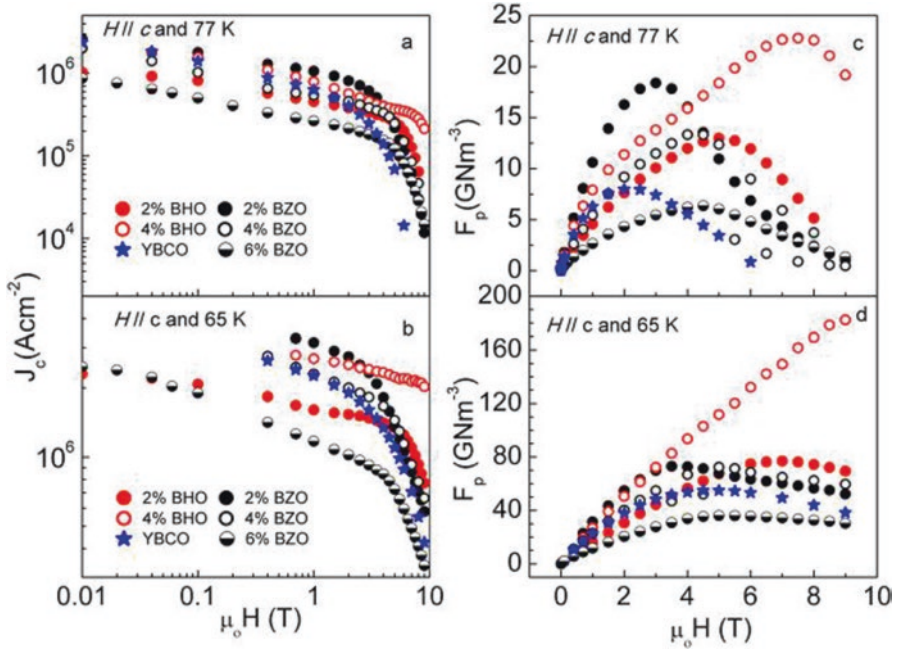 H // c and 77 K
a
10^6
10^5
10^4
2% BHO
2% BZO
4% BHO
4% BZO
YBCO
6% BZO
J_c(Acm^-2)
H // c and 65 K
b
10^6
2% BHO
2% BZO
4% BHO
4% BZO
YBCO
6% BZO
0.01
0.1
1
10
μ_oH (T)
H // c and 77 K
c
25
20
15
10
5
0
F_p(GNm^-3)
H // c and 65 K
d
200
160
120
80
40
0
F_p(GNm^-3)
0
2
4
6
8
10
μ_oH (T)